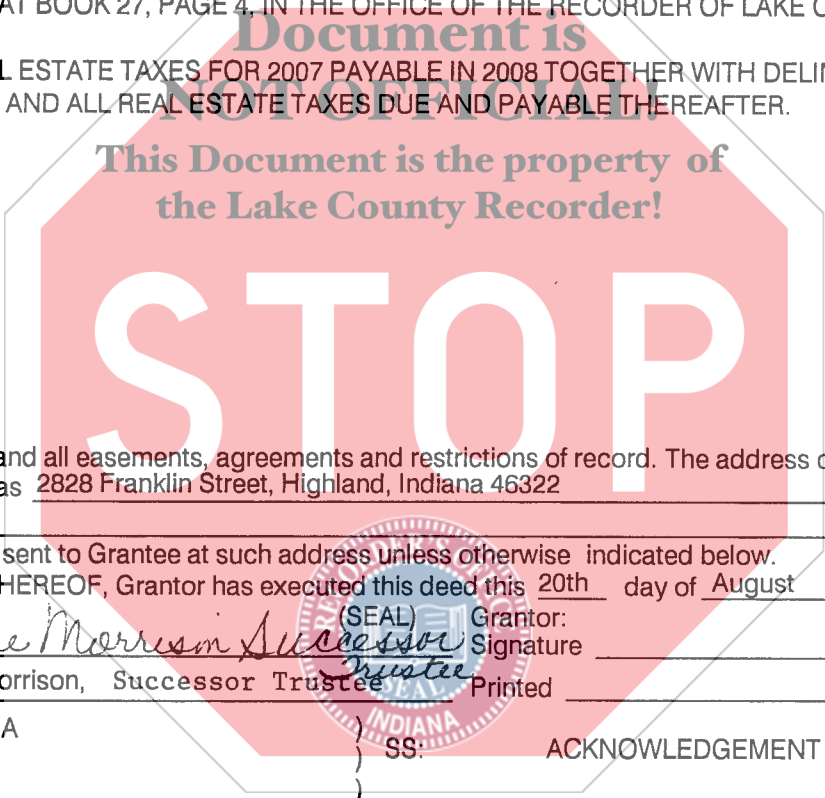 AT BOOK 27, PAGE 4, IN THE OFFICE OF THE RECORDER OF LAKE C
Document is
L ESTATE TAXES FOR 2007 PAYABLE IN 2008 TOGETHER WITH DELIN
NOT OFFICIAL!
AND ALL REAL ESTATE TAXES DUE AND PAYABLE THEREAFTER.
This Document is the property of
the Lake County Recorder!
STOP
and all easements, agreements and restrictions of record. The address o
as 2828 Franklin Street, Highland, Indiana 46322
sent to Grantee at such address unless otherwise indicated below.
HEREOF, Grantor has executed this deed this 20th day of August
(SEAL) Grantor:
e Morrison Successor Signature
Trustee
orrison, Successor Trustee Printed
RECORDER'S OFFICE
SEAL
INDIANA
A
) SS: ACKNOWLEDGEMENT
)
)